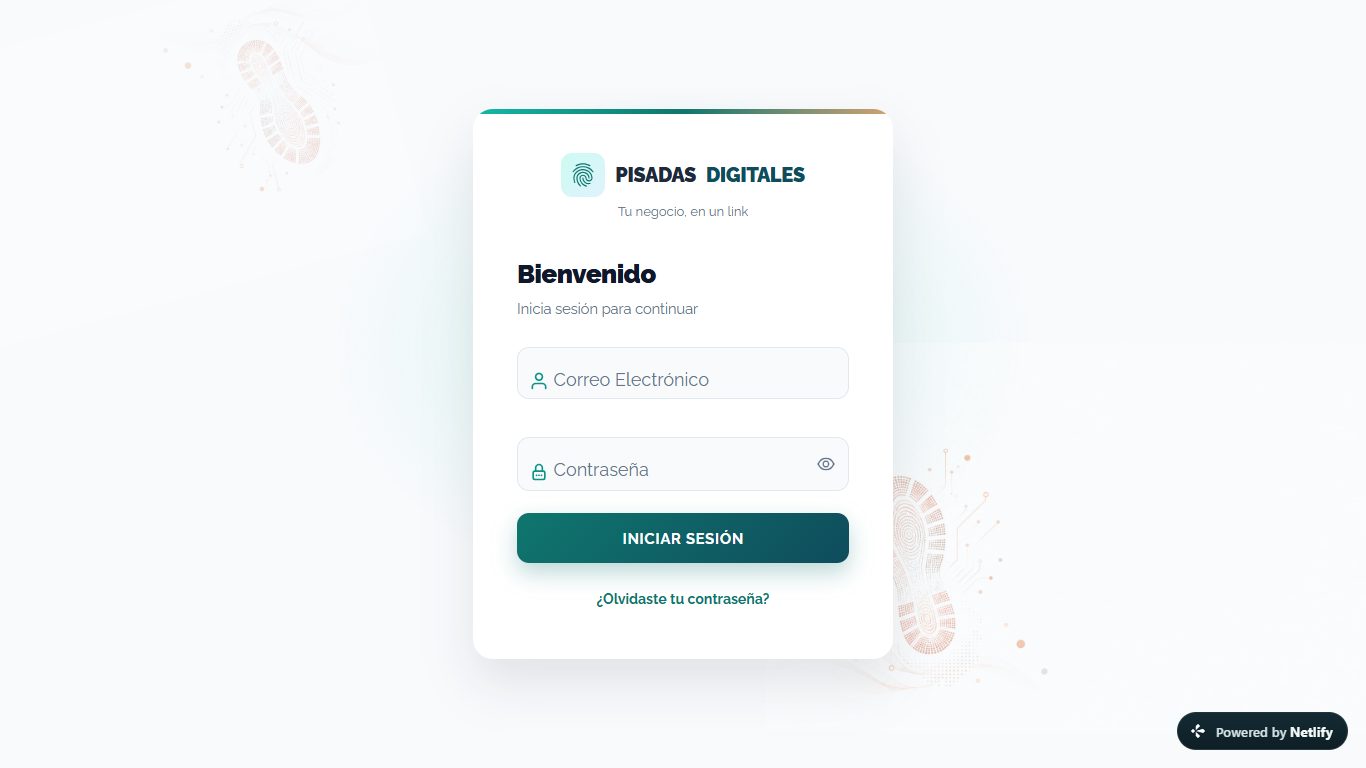 PISADAS DIGITALES
Tu negocio, en un link
Bienvenido
Inicia sesión para continuar
Correo Electrónico
Contraseña
INICIAR SESIÓN
¿Olvidaste tu contraseña?
Powered by Netlify